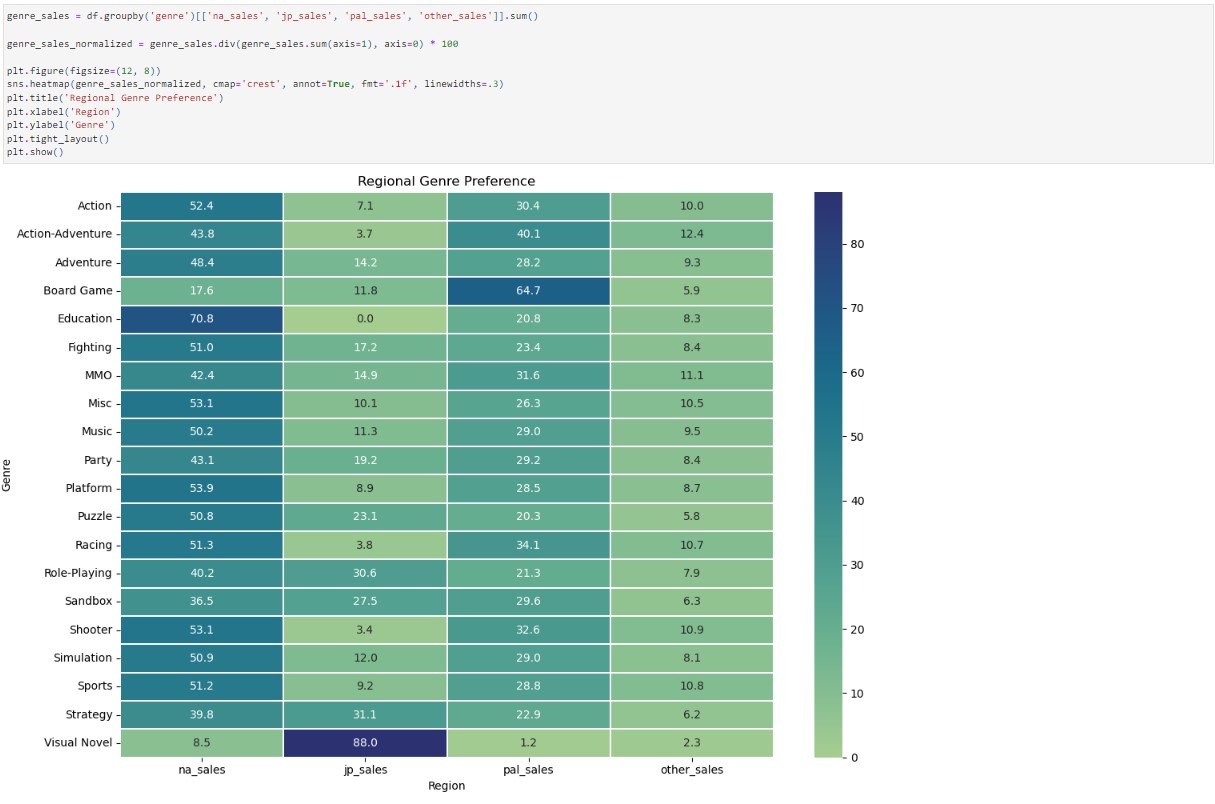 genre_sales = df.groupby('genre')[['na_sales', 'jp_sales', 'pal_sales', 'other_sales']].sum()
genre_sales_normalized = genre_sales.div(genre_sales.sum(axis=1), axis=0) * 100
plt.figure(figsize=(12, 8))
sns.heatmap(genre_sales_normalized, cmap='crest', annot=True, fmt='.1f', linewidths=.3)
plt.title('Regional Genre Preference')
plt.xlabel('Region')
plt.ylabel('Genre')
plt.tight_layout()
plt.show()
Regional Genre Preference
Action 52.4 7.1 30.4 10.0
Action-Adventure 43.8 3.7 40.1 12.4
Adventure 48.4 14.2 28.2 9.3
Board Game 17.6 11.8 64.7 5.9
Education 70.8 0.0 20.8 8.3
Fighting 51.0 17.2 23.4 8.4
MMO 42.4 14.9 31.6 11.1
Misc 53.1 10.1 26.3 10.5
Music 50.2 11.3 29.0 9.5
Party 43.1 19.2 29.2 8.4
Platform 53.9 8.9 28.5 8.7
Puzzle 50.8 23.1 20.3 5.8
Racing 51.3 3.8 34.1 10.7
Role-Playing 40.2 30.6 21.3 7.9
Sandbox 36.5 27.5 29.6 6.3
Shooter 53.1 3.4 32.6 10.9
Simulation 50.9 12.0 29.0 8.1
Sports 51.2 9.2 28.8 10.8
Strategy 39.8 31.1 22.9 6.2
Visual Novel 8.5 88.0 1.2 2.3
na_sales jp_sales pal_sales other_sales
Region
Genre
80
70
60
50
40
30
20
10
0